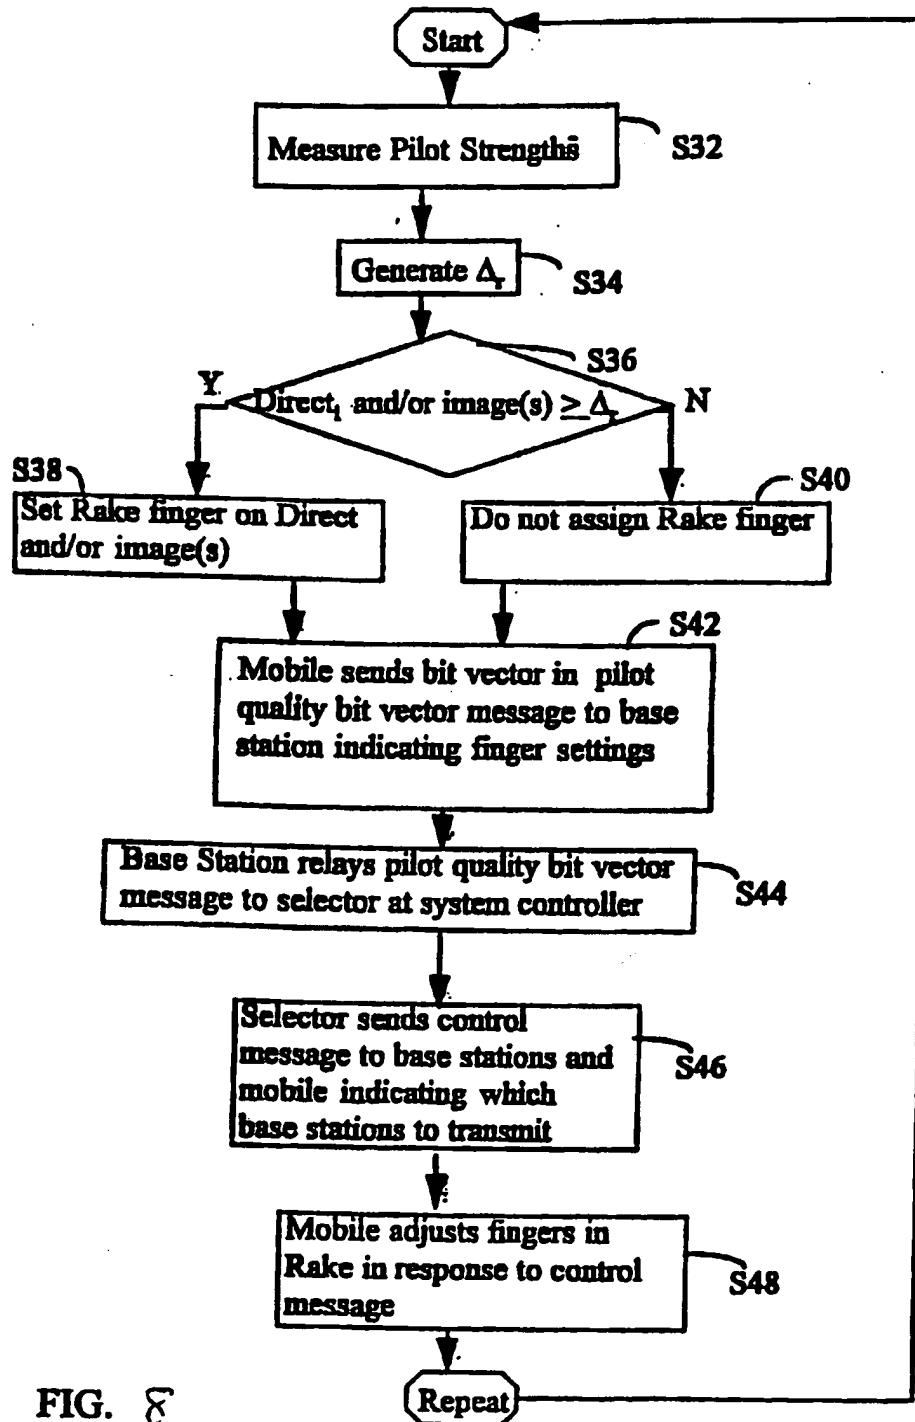 Start
Measure Pilot Strengths
S32
Generate Δr
S34
S36
Y
Direct₁ and/or image(s) ≥ Δr
N
S38
Set Rake finger on Direct
and/or image(s)
S40
Do not assign Rake finger
S42
Mobile sends bit vector in pilot
quality bit vector message to base
station indicating finger settings
Base Station relays pilot quality bit vector
message to selector at system controller
S44
Selector sends control
message to base stations and
mobile indicating which
base stations to transmit
S46
Mobile adjusts fingers in
Rake in response to control
message
S48
Repeat
FIG. 8